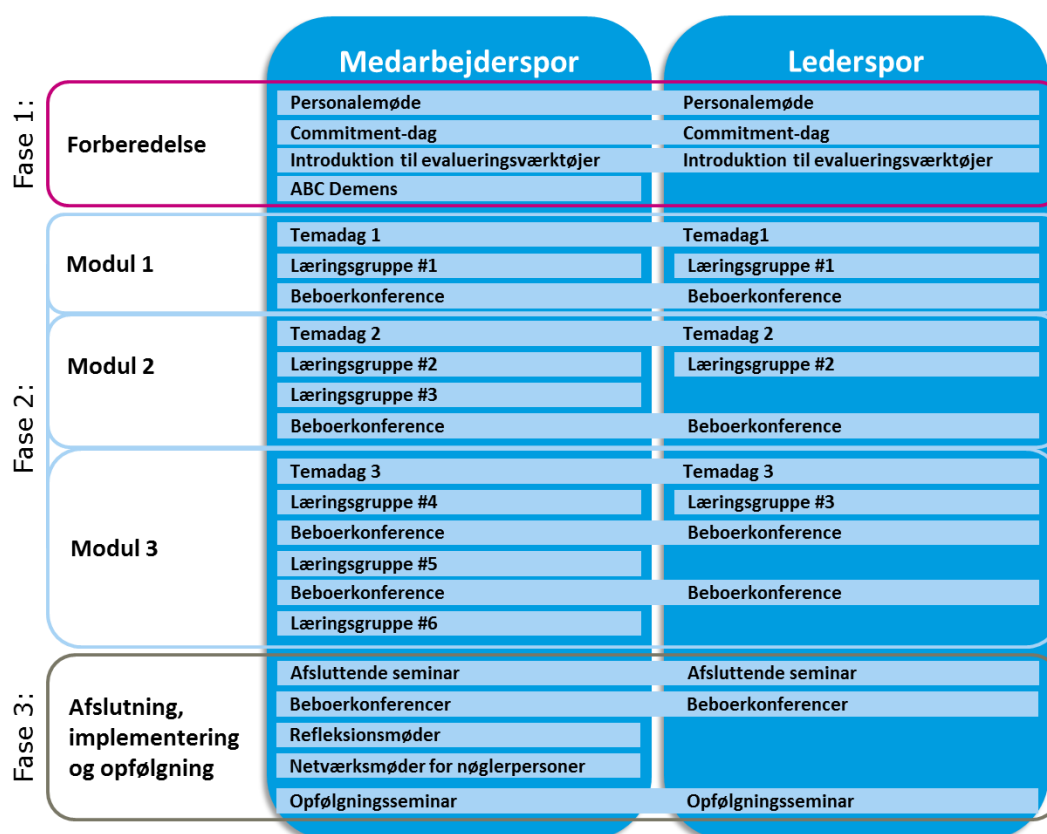 Medarbejderspor
Lederspor
Fase 1:
Forberedelse
Personalemøde
Personalemøde
Commitment-dag
Commitment-dag
Introduktion til evalueringsværktøjer
Introduktion til evalueringsværktøjer
ABC Demens
Fase 2:
Modul 1
Temadag 1
Temadag1
Læringsgruppe #1
Læringsgruppe #1
Beboerkonference
Beboerkonference
Modul 2
Temadag 2
Temadag 2
Læringsgruppe #2
Læringsgruppe #2
Læringsgruppe #3
Beboerkonference
Beboerkonference
Modul 3
Temadag 3
Temadag 3
Læringsgruppe #4
Læringsgruppe #3
Beboerkonference
Beboerkonference
Læringsgruppe #5
Beboerkonference
Beboerkonference
Læringsgruppe #6
Fase 3:
Afslutning,
implementering
og opfølgning
Afsluttende seminar
Afsluttende seminar
Beboerkonferencer
Beboerkonferencer
Refleksionsmøder
Netværksmøder for nøglerpersoner
Opfølgningsseminar
Opfølgningsseminar